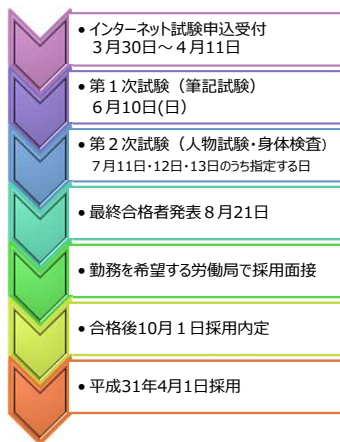 • インターネット試験申込受付
３月30日～４月11日
• 第１次試験（筆記試験）
６月10日(日）
• 第２次試験（人物試験・身体検査）
７月11日・12日・13日のうち指定する日
• 最終合格者発表８月21日
• 勤務を希望する労働局で採用面接
• 合格後10月１日採用内定
• 平成31年4月1日採用